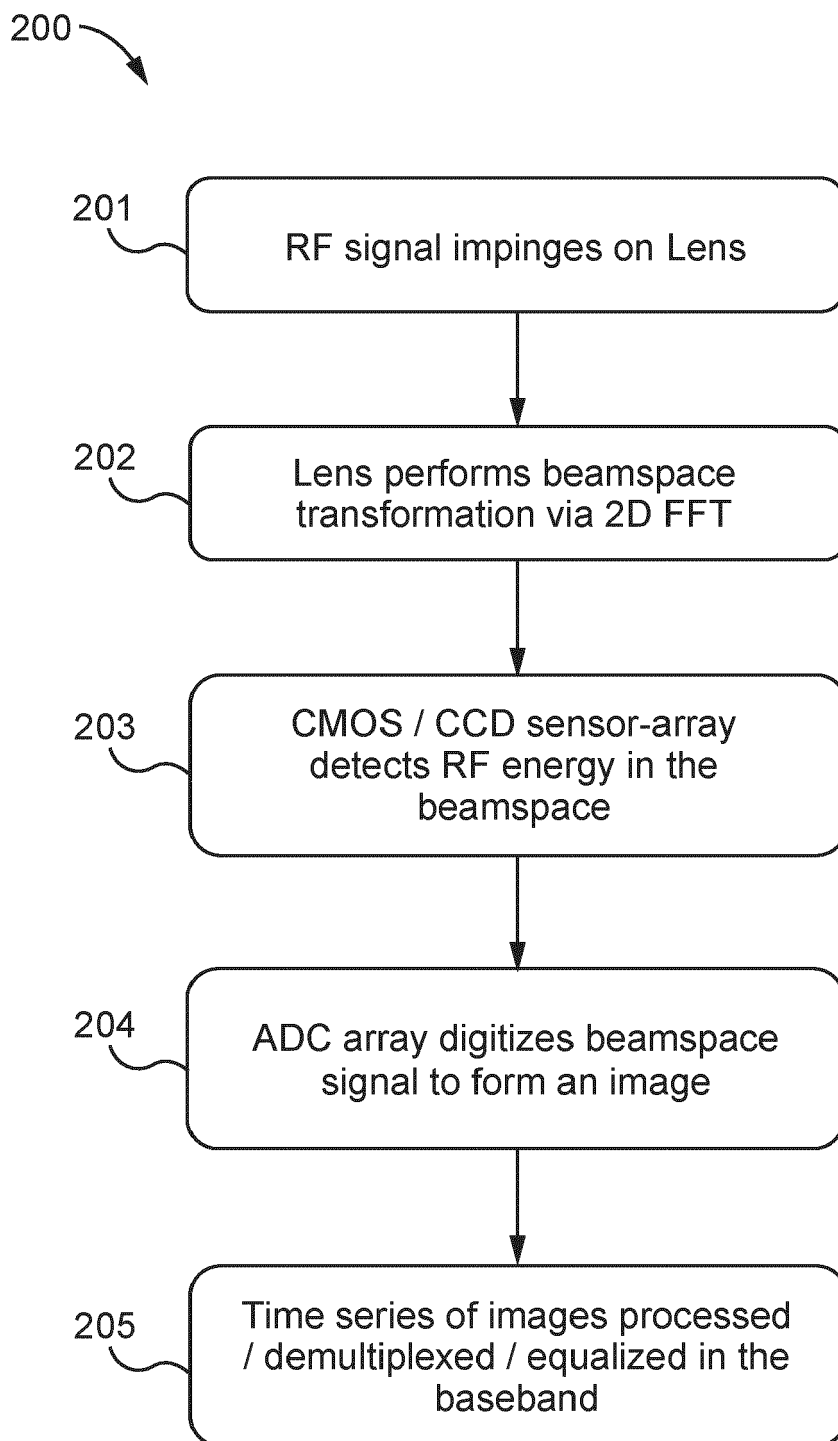 200
201
RF signal impinges on Lens
202
Lens performs beamspace
transformation via 2D FFT
203
CMOS / CCD sensor-array
detects RF energy in the
beamspace
204
ADC array digitizes beamspace
signal to form an image
205
Time series of images processed
/ demultiplexed / equalized in the
baseband